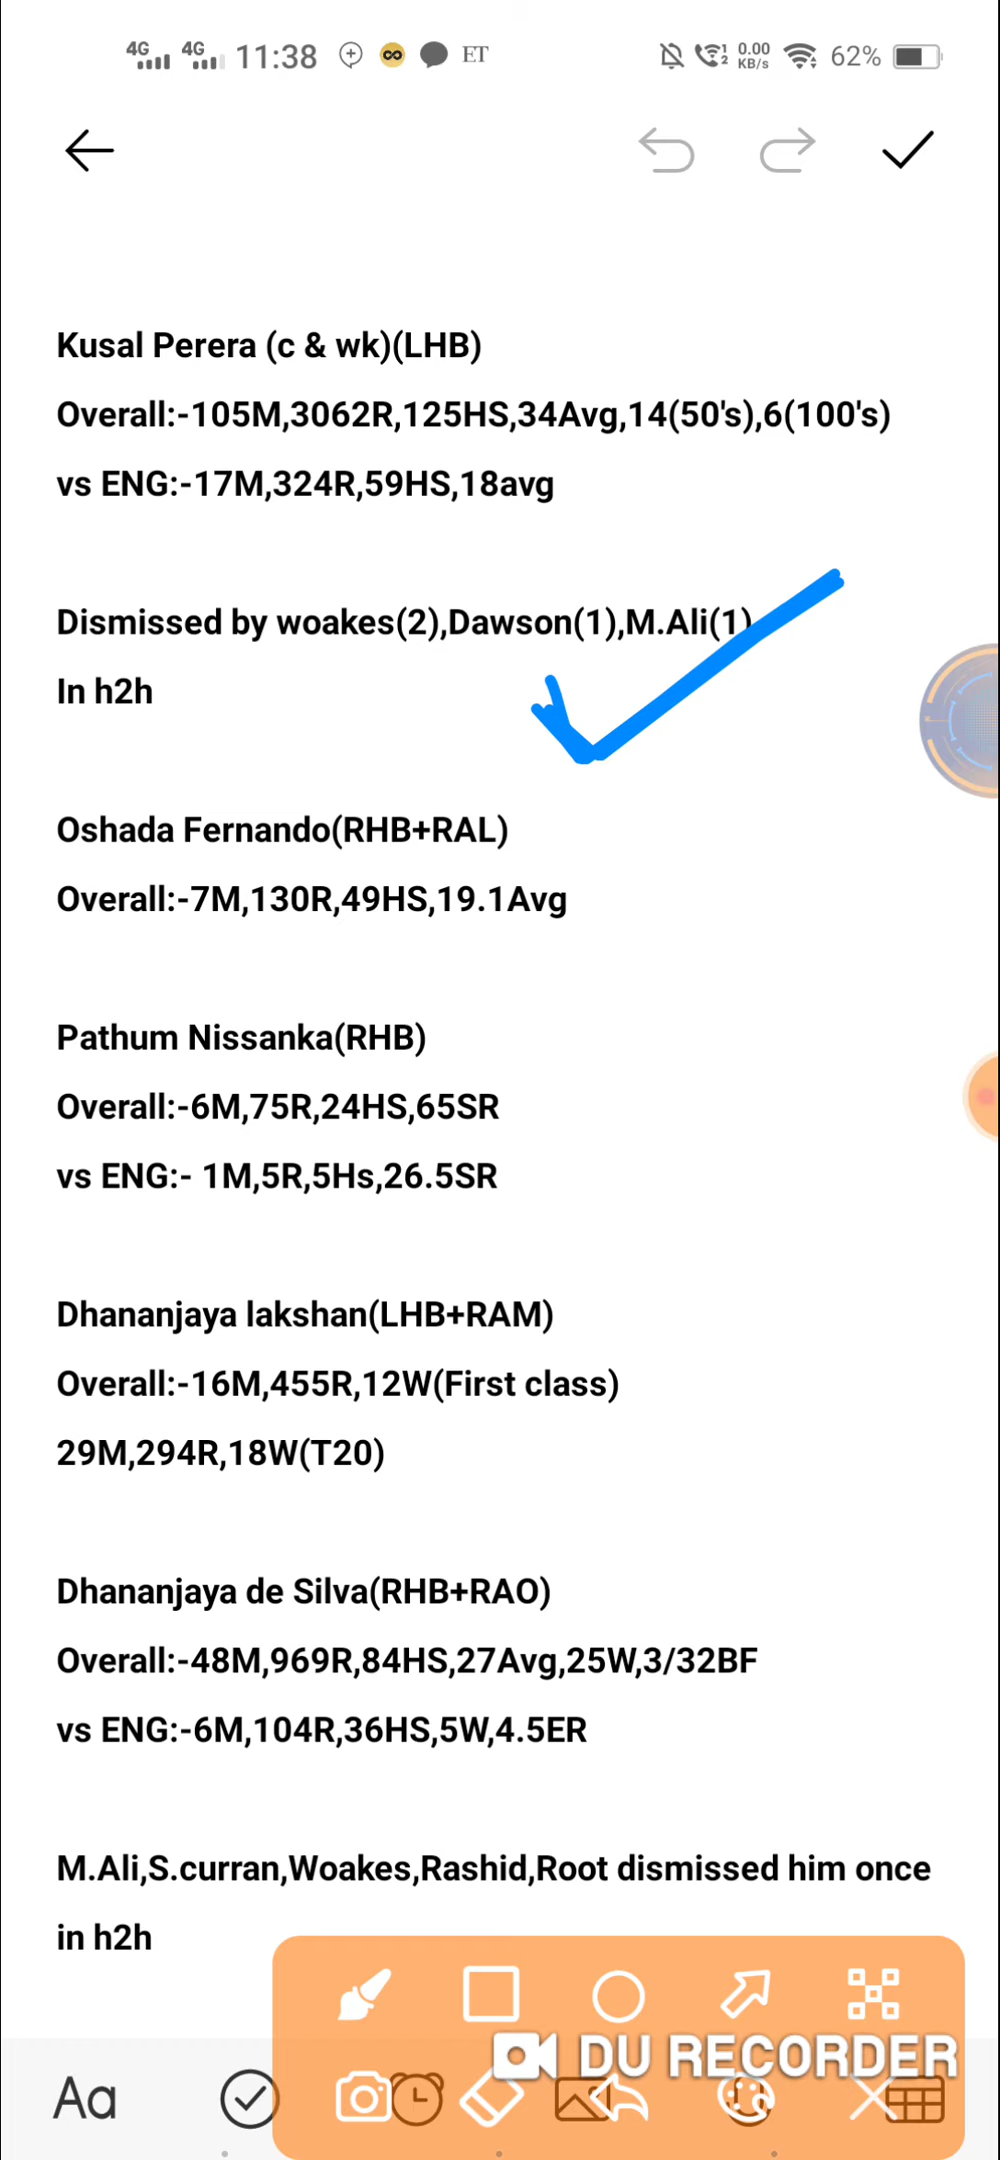 4G 4G 11:38 ET 0.00 KB/s 62%
Kusal Perera (c & wk)(LHB)
Overall:-105M,3062R,125HS,34Avg,14(50's),6(100's)
vs ENG:-17M,324R,59HS,18avg
Dismissed by woakes(2),Dawson(1),M.Ali(1)
In h2h
Oshada Fernando(RHB+RAL)
Overall:-7M,130R,49HS,19.1Avg
Pathum Nissanka(RHB)
Overall:-6M,75R,24HS,65SR
vs ENG:- 1M,5R,5Hs,26.5SR
Dhananjaya lakshan(LHB+RAM)
Overall:-16M,455R,12W(First class)
29M,294R,18W(T20)
Dhananjaya de Silva(RHB+RAO)
Overall:-48M,969R,84HS,27Avg,25W,3/32BF
vs ENG:-6M,104R,36HS,5W,4.5ER
M.Ali,S.curran,Woakes,Rashid,Root dismissed him once
in h2h
DU RECORDER
Aa